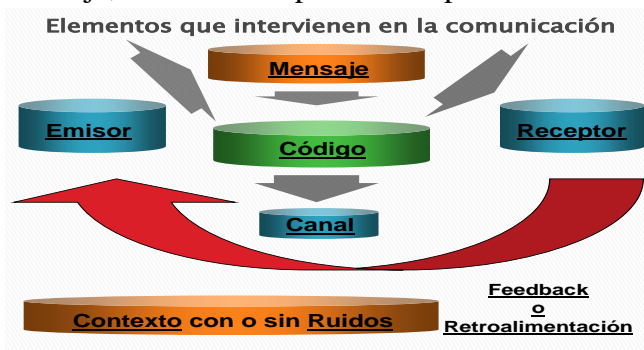 Elementos que intervienen en la comunicación
Mensaje
Emisor
Código
Receptor
Canal
Feedback
o
Retroalimentación
Contexto con o sin Ruidos